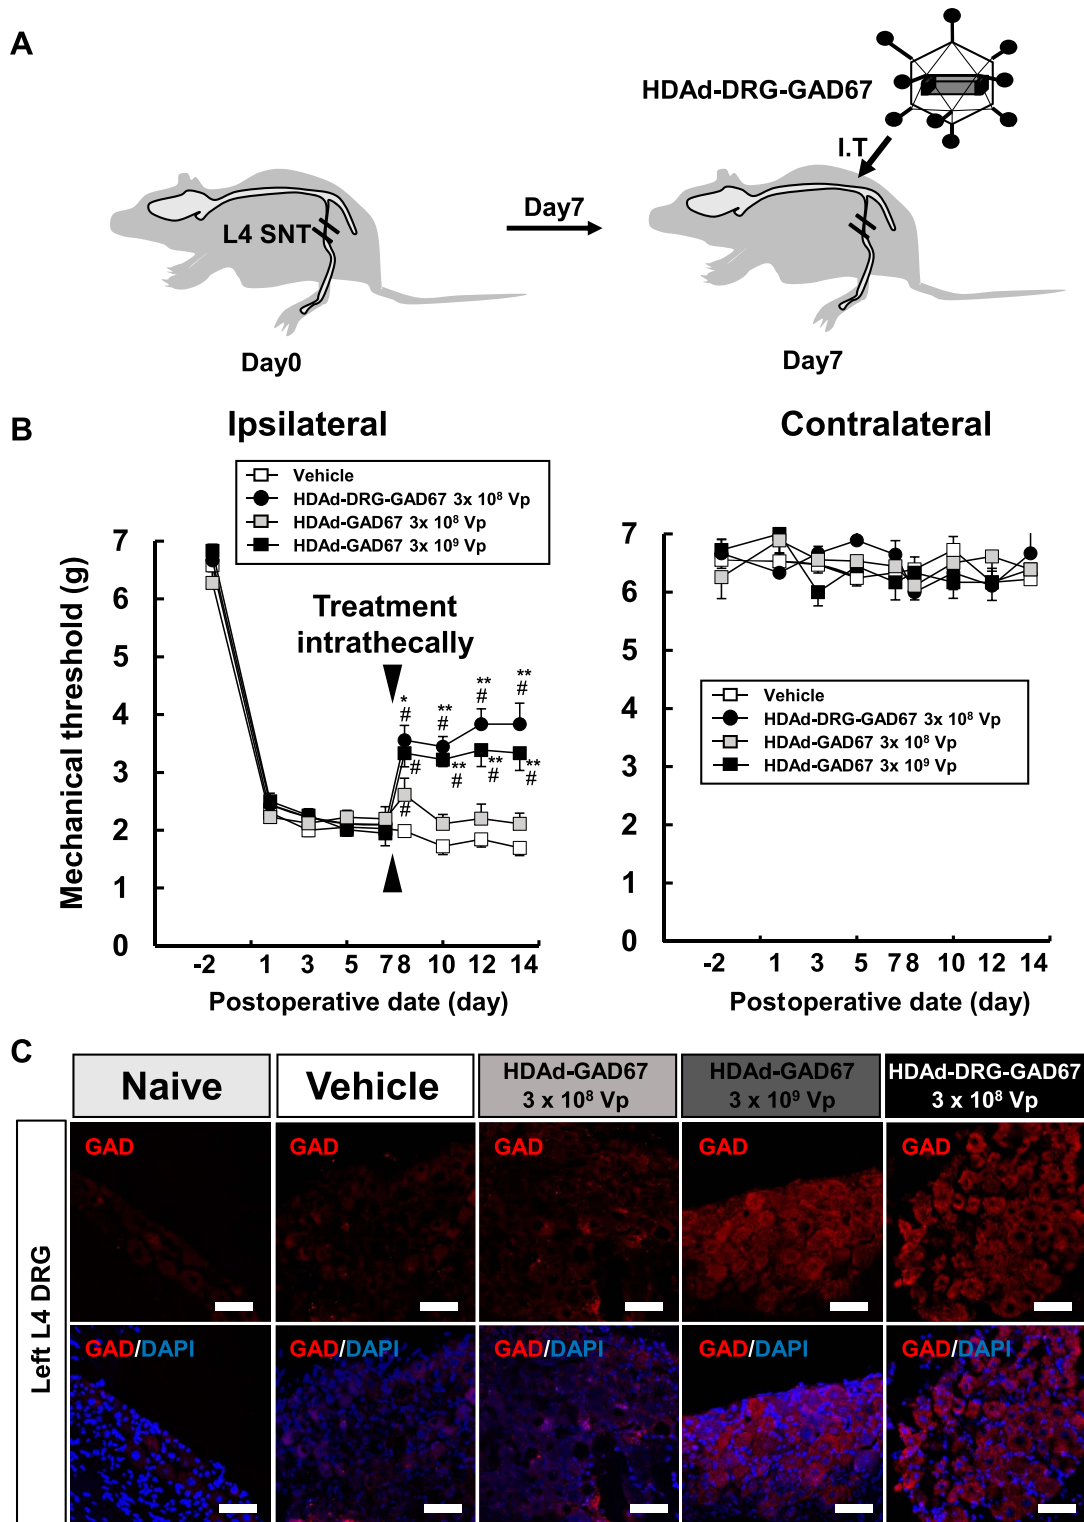 A
HDAd-DRG-GAD67
I.T
L4 SNT
Day7
Day0
Day7
B
Ipsilateral
Contralateral
Vehicle
HDAd-DRG-GAD67 3x 10⁸ Vp
HDAd-GAD67 3x 10⁸ Vp
HDAd-GAD67 3x 10⁹ Vp
Mechanical threshold (g)
7
6
5
4
3
2
1
0
Treatment
intrathecally
* ** ** **
# # # #
# **# **# **#
#
-2 1 3 5 7 8 10 12 14
Postoperative date (day)
7
6
5
4
3
2
1
0
Vehicle
HDAd-DRG-GAD67 3x 10⁸ Vp
HDAd-GAD67 3x 10⁸ Vp
HDAd-GAD67 3x 10⁹ Vp
-2 1 3 5 7 8 10 12 14
Postoperative date (day)
C
Naive
Vehicle
HDAd-GAD67
3 x 10⁸ Vp
HDAd-GAD67
3 x 10⁹ Vp
HDAd-DRG-GAD67
3 x 10⁸ Vp
Left L4 DRG
GAD
GAD
GAD
GAD
GAD
GAD/DAPI
GAD/DAPI
GAD/DAPI
GAD/DAPI
GAD/DAPI